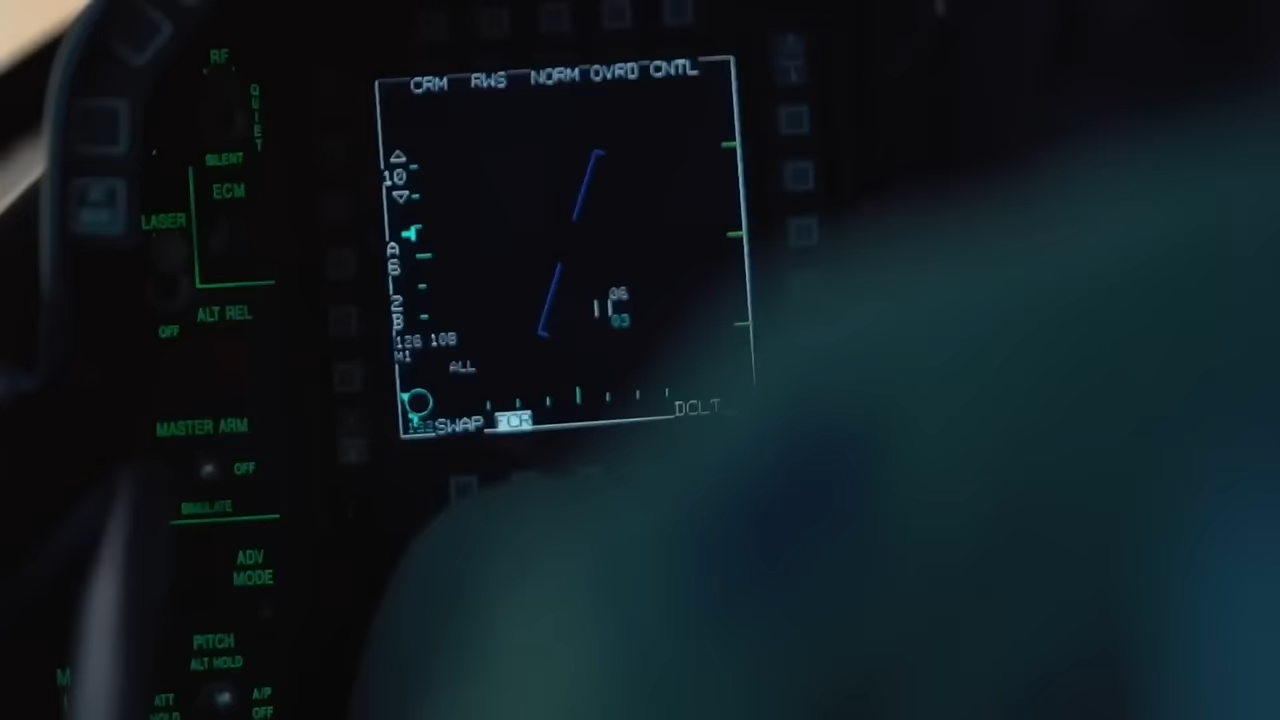 RF
QUIET
SILENT
ECM
LASER
OFF
ALT REL
MASTER ARM
OFF
SIMULATE
ADV
MODE
PITCH
ALT HOLD
ATT
HOLD
A/P
OFF
CRM RWS NORM OVRD CNTL
10
A
6
2
B
126 108
M1
ALL
06
03
SWAP FCR DCLT